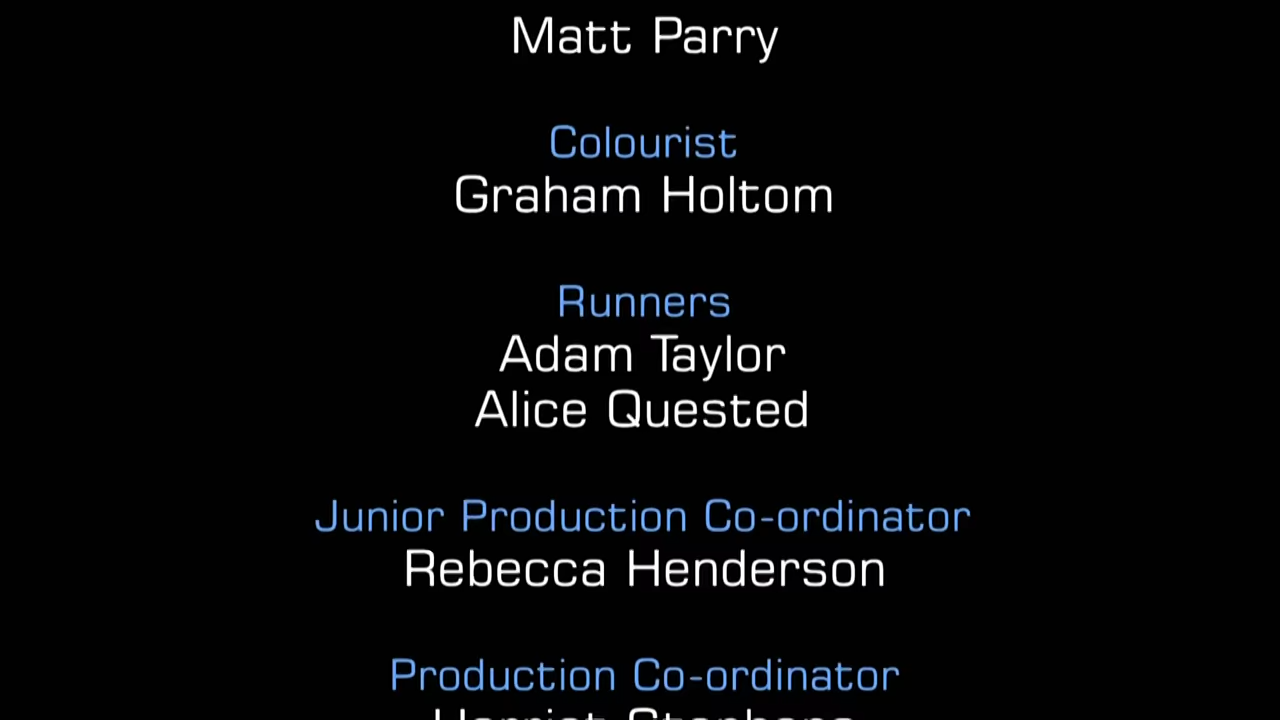 Matt Parry
Colourist
Graham Holtom
Runners
Adam Taylor
Alice Quested
Junior Production Co-ordinator
Rebecca Henderson
Production Co-ordinator